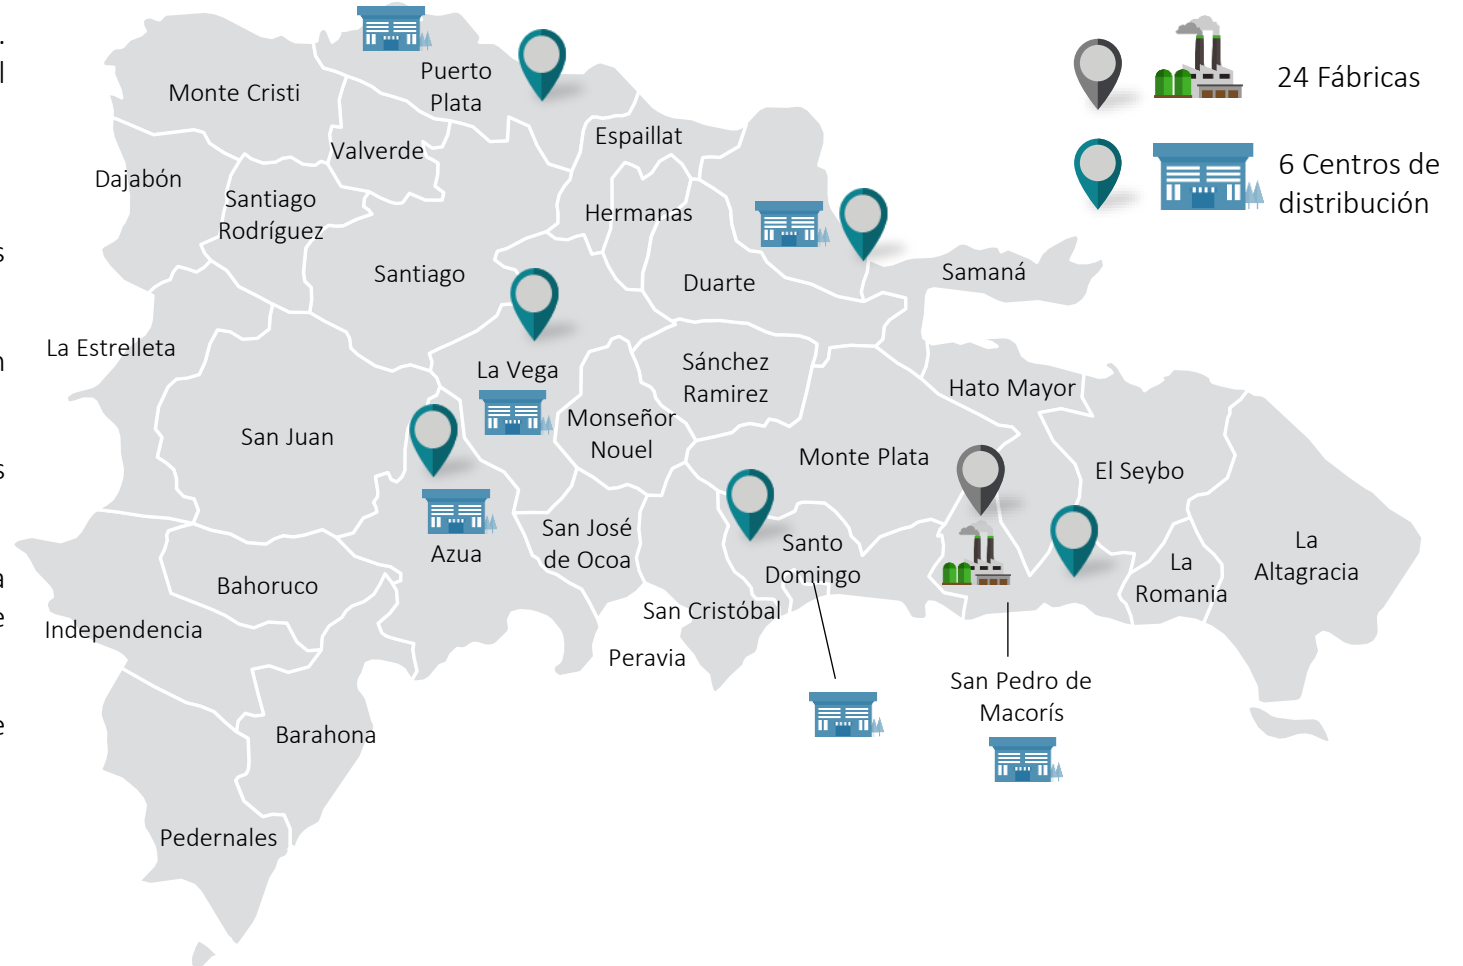 24 Fábricas
6 Centros de
distribución
Puerto
Plata
Monte Cristi
Espaillat
Valverde
Dajabón
Santiago
Rodríguez
Hermanas
Santiago
Duarte
Samaná
La Estrelleta
La Vega
Sánchez
Ramirez
Hato Mayor
Monseñor
Nouel
San Juan
Monte Plata
El Seybo
San José
de Ocoa
Azua
Santo
Domingo
La
Altagracia
La
Romania
Bahoruco
San Cristóbal
Independencia
Peravia
San Pedro de
Macorís
Barahona
Pedernales